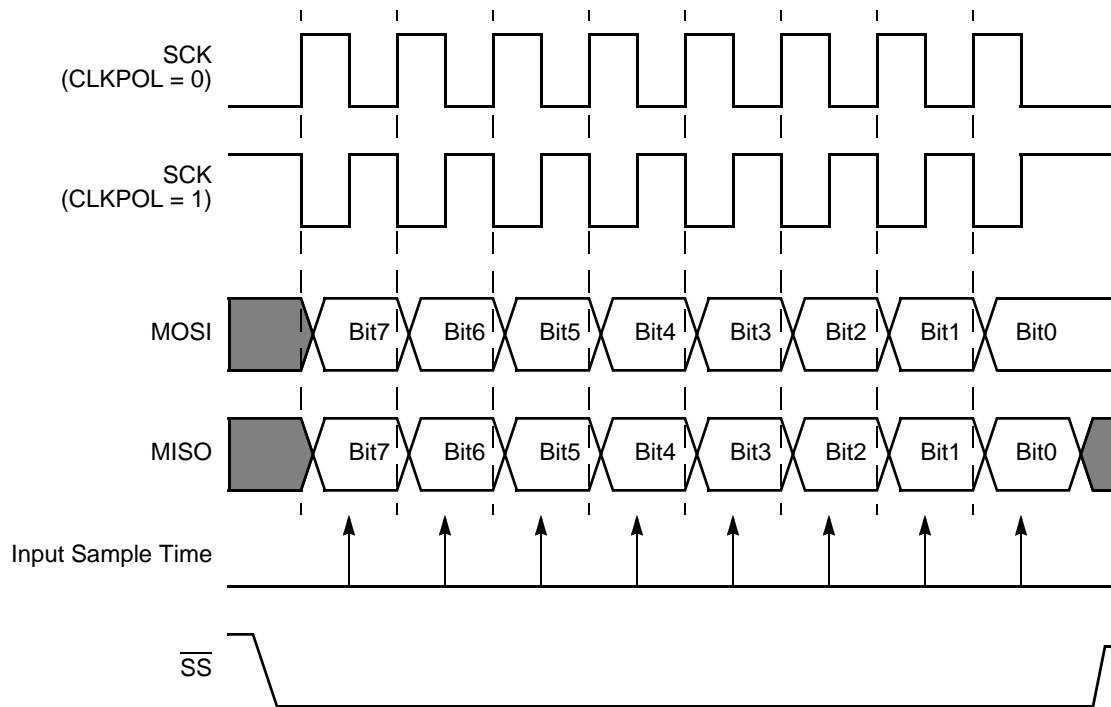 SCK
(CLKPOL = 0)
SCK
(CLKPOL = 1)
MOSI
Bit7 Bit6 Bit5 Bit4 Bit3 Bit2 Bit1 Bit0
MISO
Bit7 Bit6 Bit5 Bit4 Bit3 Bit2 Bit1 Bit0
Input Sample Time
SS